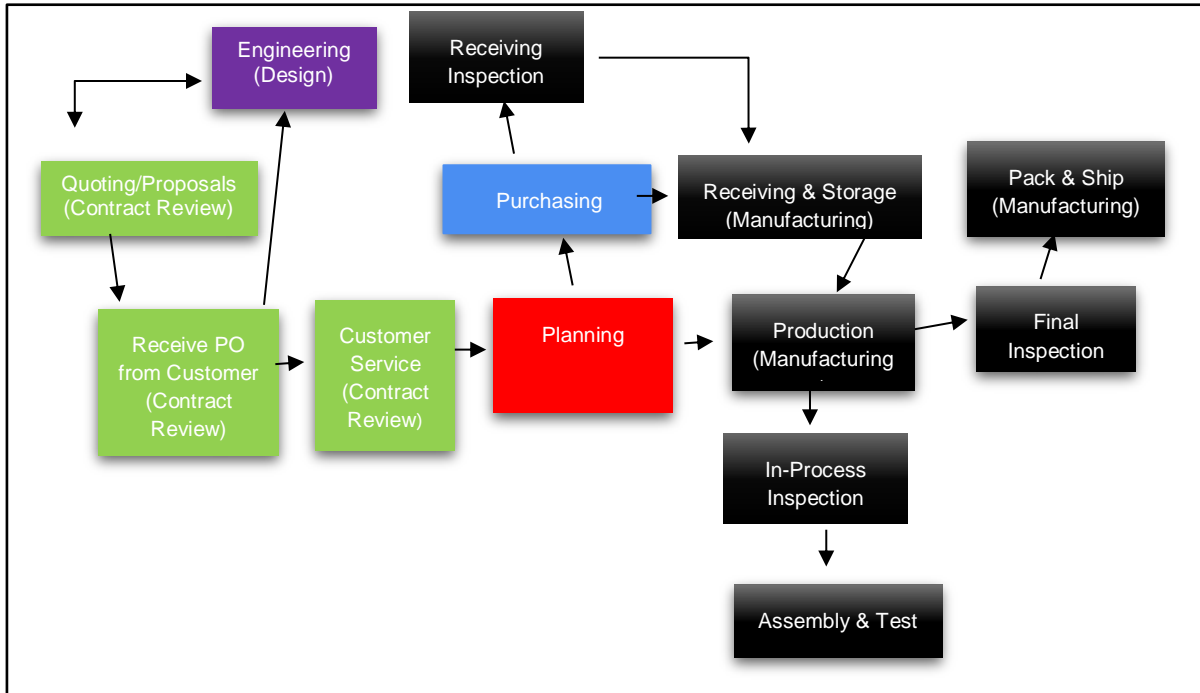 Engineering
(Design)
Receiving
Inspection
Quoting/Proposals
(Contract Review)
Purchasing
Receiving & Storage
(Manufacturing)
Pack & Ship
(Manufacturing)
Receive PO
from Customer
(Contract
Review)
Customer
Service
(Contract
Review)
Planning
Production
(Manufacturing
Final
Inspection
In-Process
Inspection
Assembly & Test